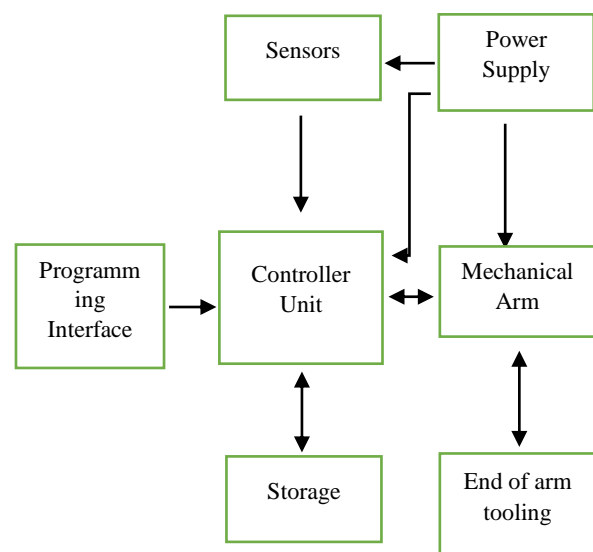 Sensors
Power
Supply
Programm
ing
Interface
Controller
Unit
Mechanical
Arm
Storage
End of arm
tooling